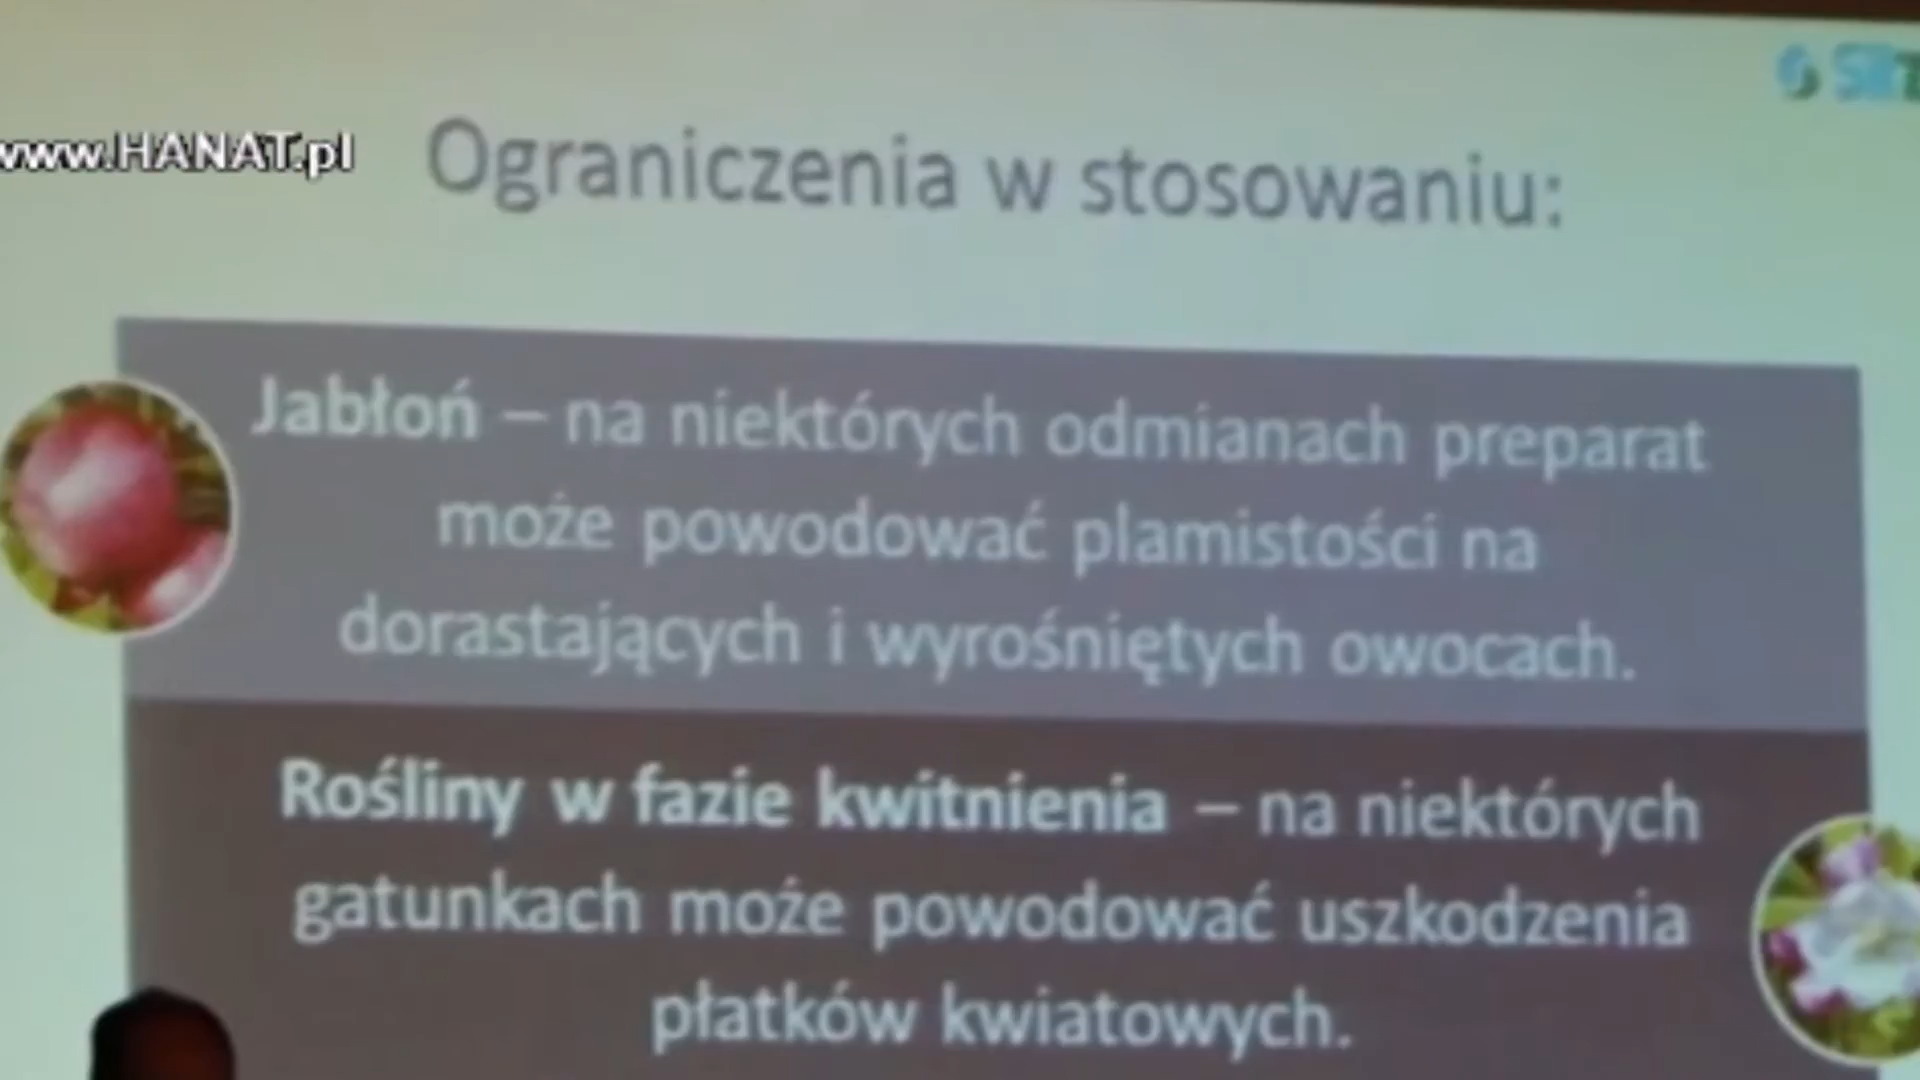 www.HANAT.pl
Ograniczenia w stosowaniu:
Jabłoń – na niektórych odmianach preparat
może powodować plamistości na
dorastających i wyrośniętych owocach.
Rośliny w fazie kwitnienia – na niektórych
gatunkach może powodować uszkodzenia
płatków kwiatowych.